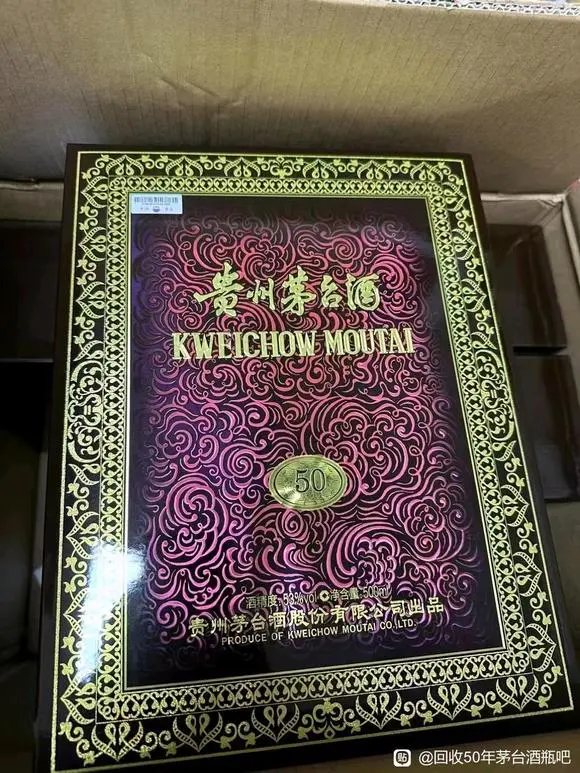 贵州茅台酒
KWEICHOW MOUTAI
50
酒精度:53%vol 净含量:500ml
贵州茅台酒股份有限公司出品
PRODUCE OF KWEICHOW MOUTAI CO.,LTD.
贴 @回收50年茅台酒瓶吧